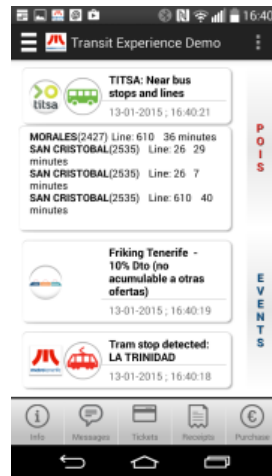 16:40
Transit Experience Demo
titsa
TITSA: Near bus
stops and lines
13-01-2015 ; 16:40:21
MORALES(2427) Line: 610 36 minutes
SAN CRISTOBAL(2535) Line: 26 29
minutes
SAN CRISTOBAL(2535) Line: 26 7
minutes
SAN CRISTOBAL(2535) Line: 610 40
minutes
POIS
Friking Tenerife -
10% Dto (no
acumulable a otras
ofertas)
13-01-2015 ; 16:40:19
EVENTS
Tram stop detected:
LA TRINIDAD
13-01-2015 ; 16:40:18
Info Messages Tickets Receipts Purchase